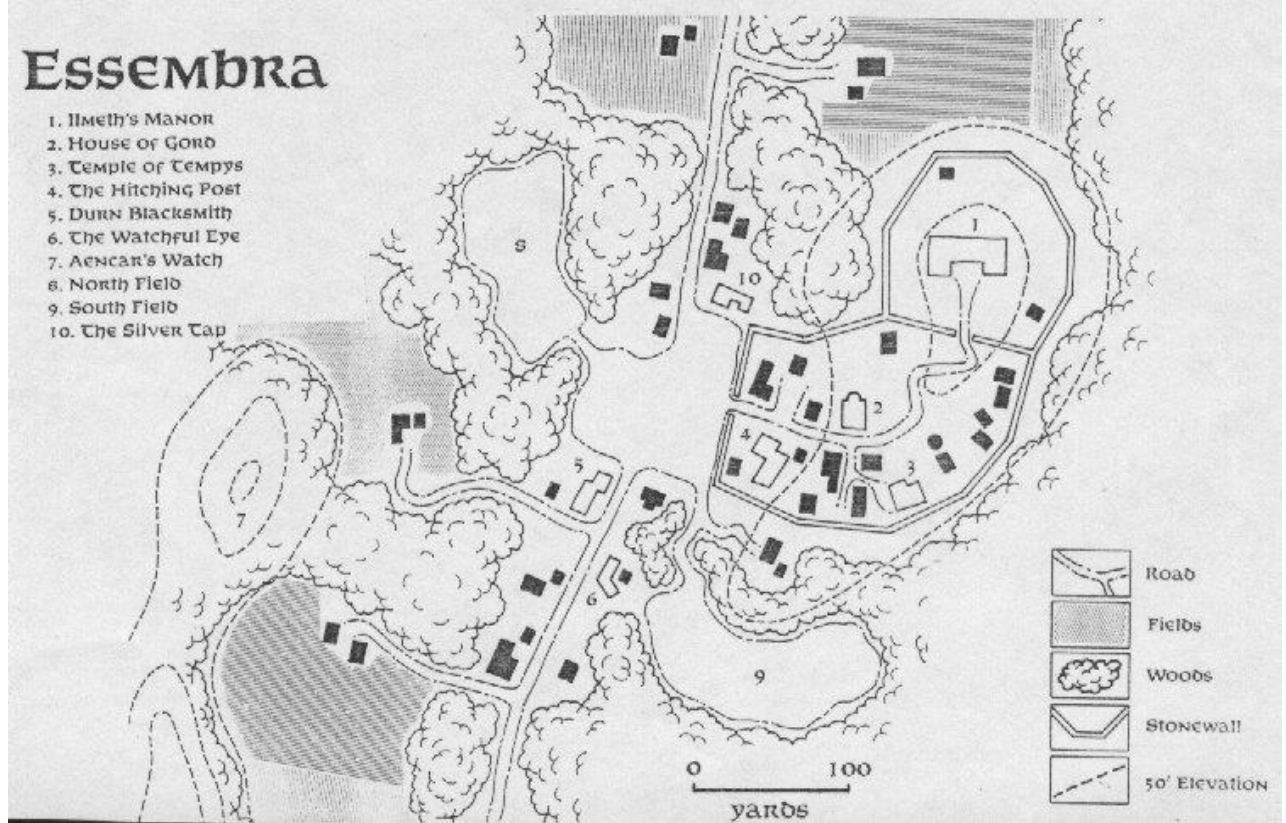 Essembra
1. Ilmeth's Manor
2. House of Gord
3. Temple of Tempys
4. The Hitching Post
5. Durn Blacksmith
6. The Watchful Eye
7. Aencar's Watch
8. North Field
9. South Field
10. The Silver Tap
8
1
10
2
4
3
5
7
6
9
Road
Fields
Woods
Stonewall
50' Elevation
0 100
yards